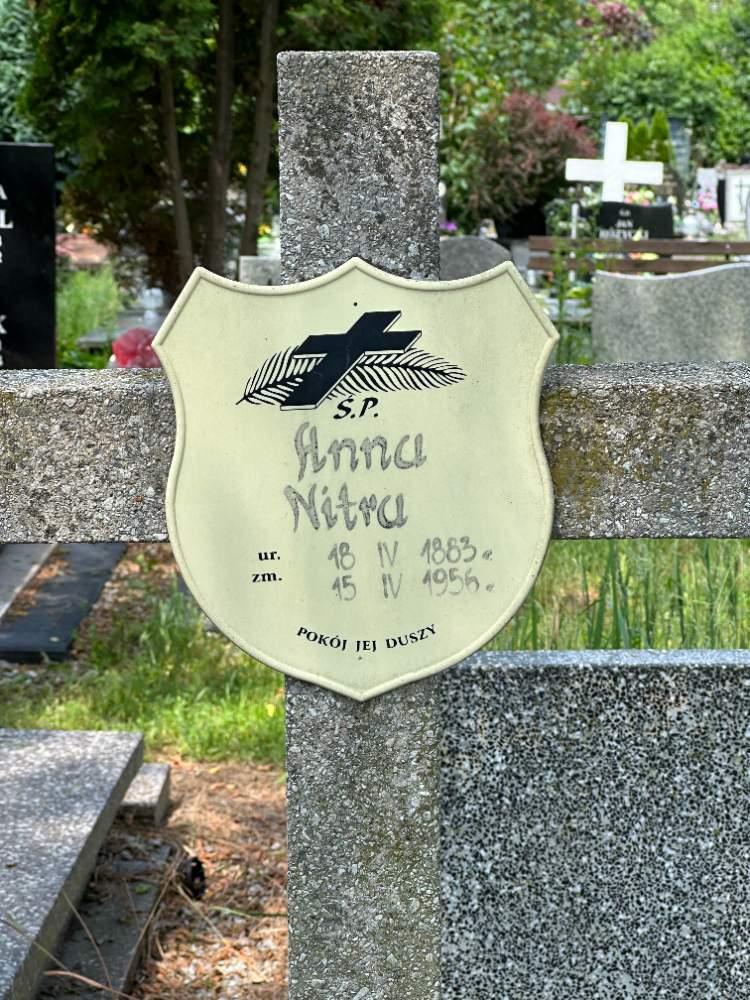 Ś.P.
Anna
Nitra
ur. 18 IV 1883 r.
zm. 15 IV 1956 r.
POKÓJ JEJ DUSZY